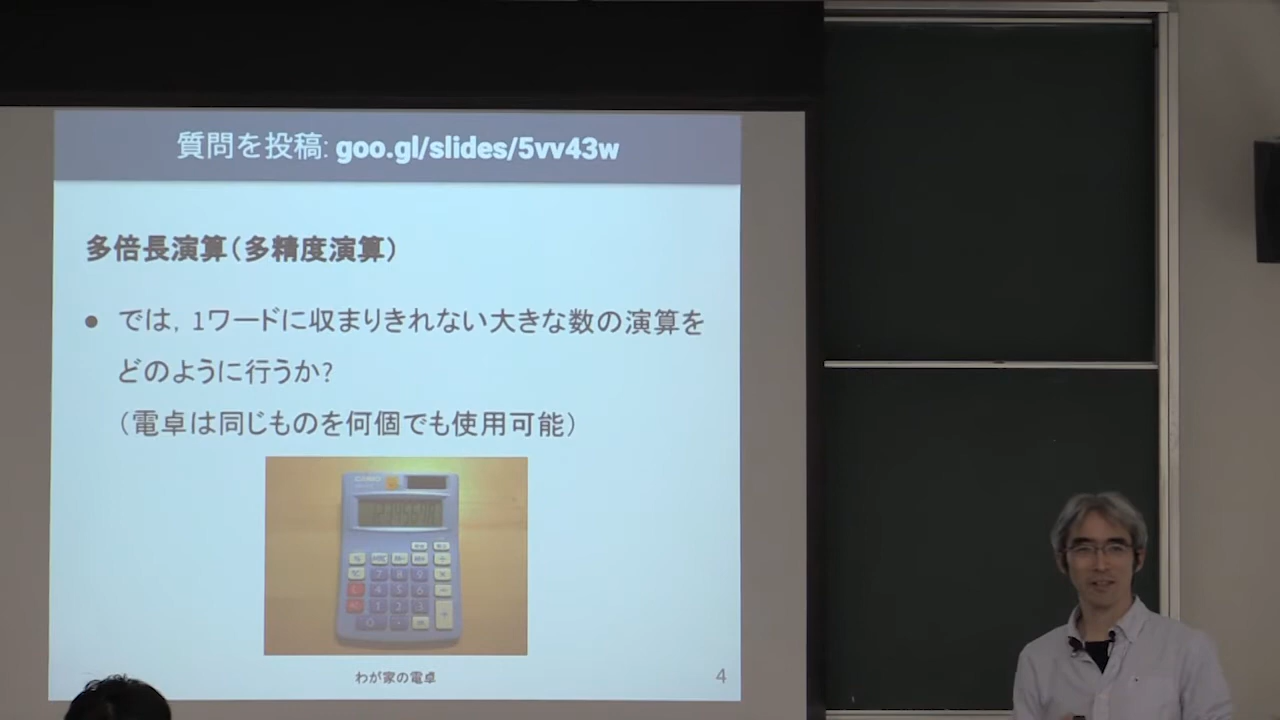 質問を投稿: goo.gl/slides/5vv43w
多倍長演算(多精度演算)
● では, 1ワードに収まりきれない大きな数の演算を
どのように行うか?
(電卓は同じものを何個でも使用可能)
CASIO
わが家の電卓
4